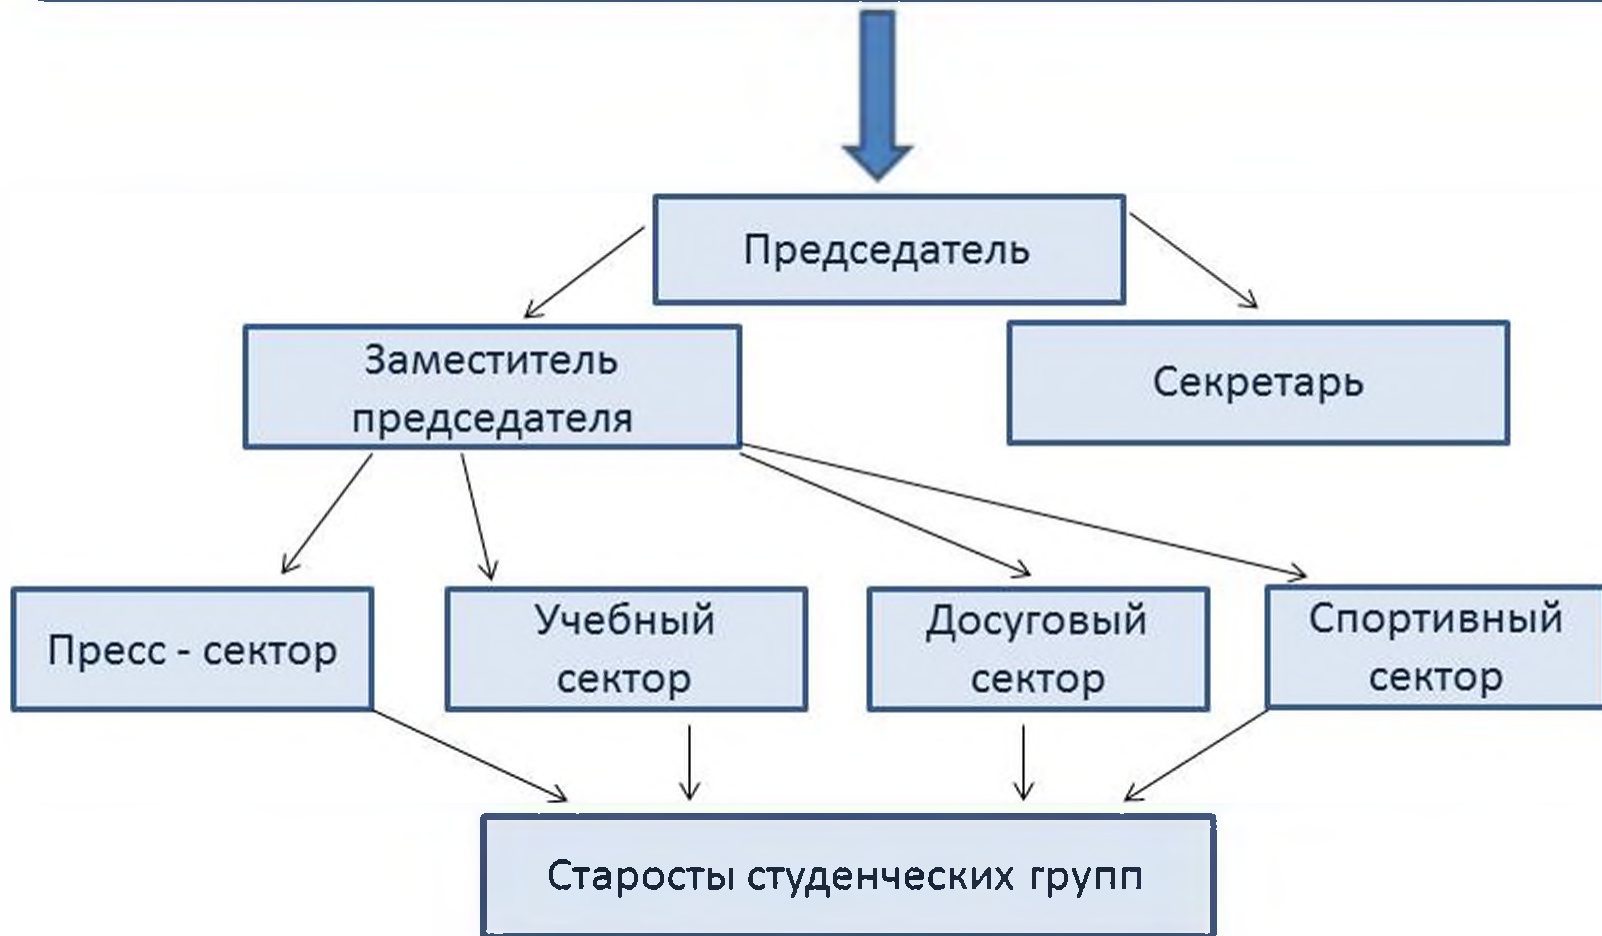 Председатель
Заместитель
председателя
Секретарь
Пресс - сектор
Учебный
сектор
Досуговый
сектор
Спортивный
сектор
Старосты студенческих групп